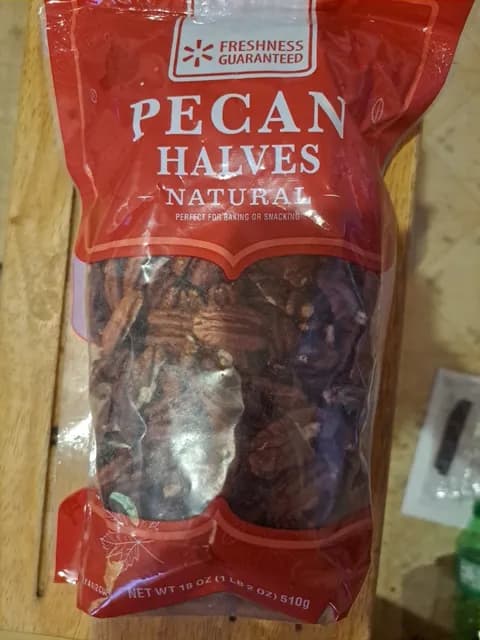 FRESHNESS
GUARANTEED
PECAN
HALVES
NATURAL
PERFECT FOR BAKING OR SNACKING
NET WT 18 OZ (1 LB 2 OZ) 510g